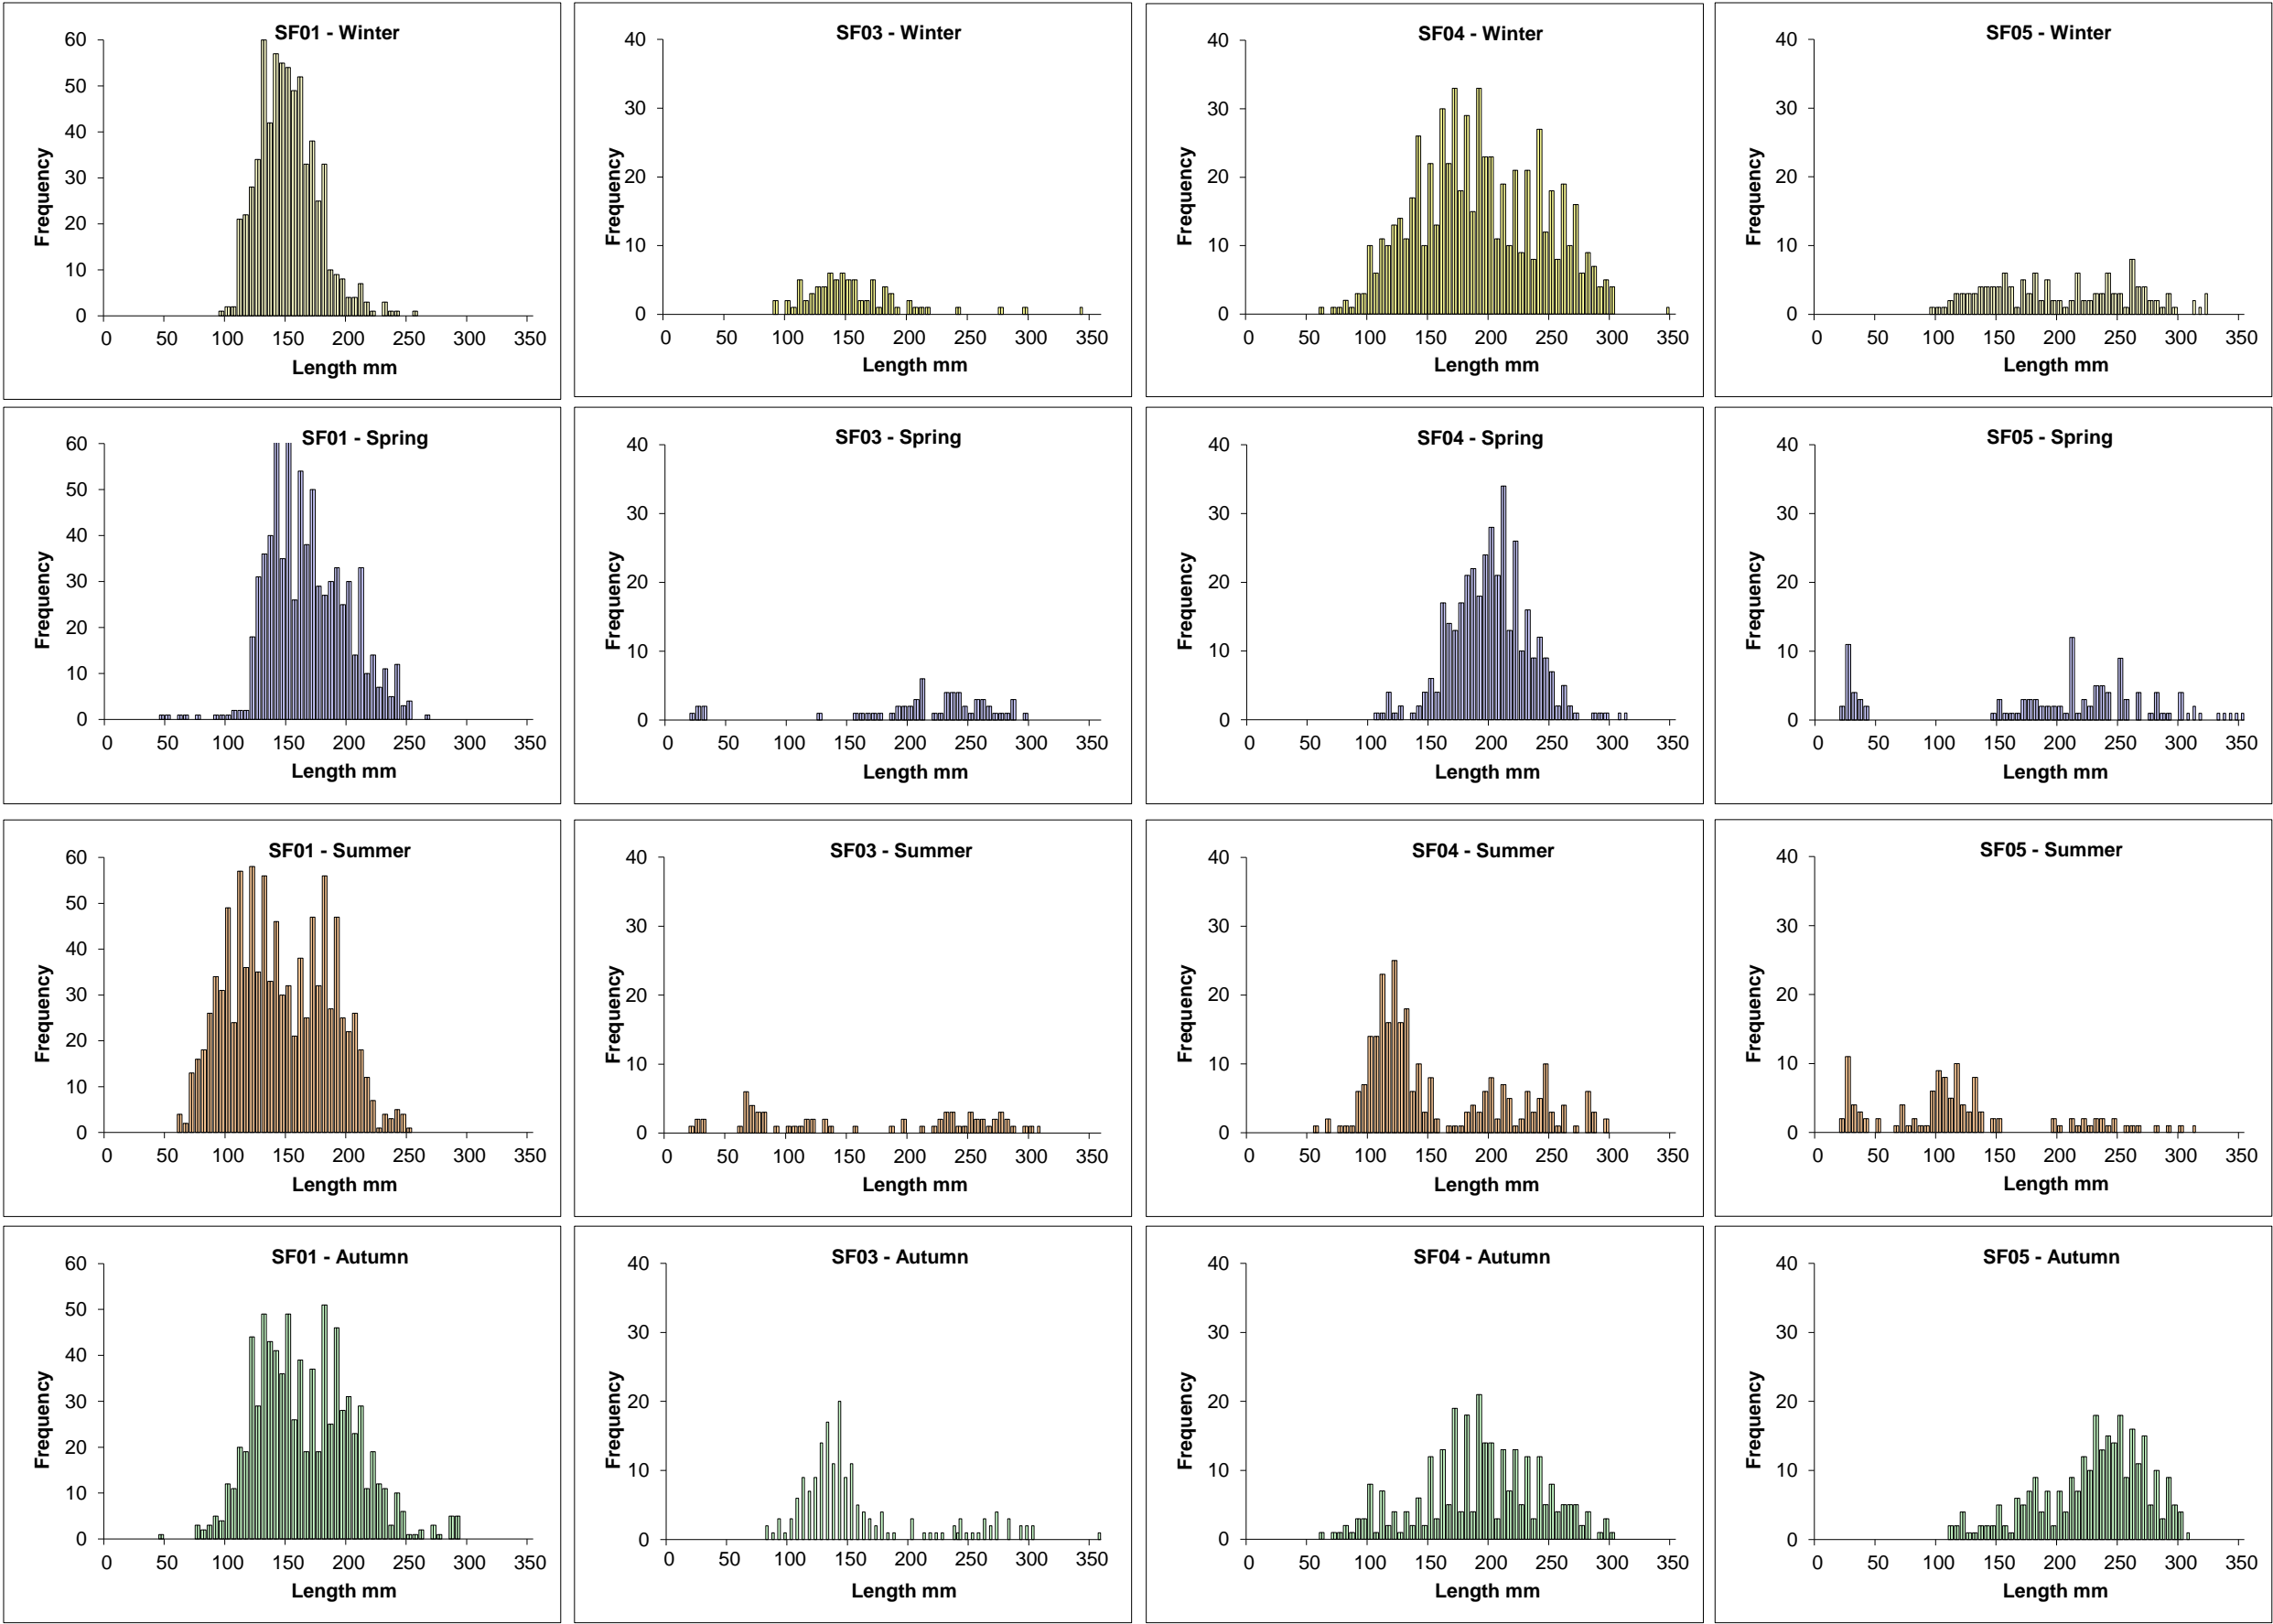 SF01 - Winter
60
50
40
30
20
10
0
Frequency
0 50 100 150 200 250 300 350
Length mm
SF03 - Winter
40
30
20
10
0
Frequency
0 50 100 150 200 250 300 350
Length mm
SF04 - Winter
40
30
20
10
0
Frequency
0 50 100 150 200 250 300 350
Length mm
SF05 - Winter
40
30
20
10
0
Frequency
0 50 100 150 200 250 300 350
Length mm
SF01 - Spring
60
50
40
30
20
10
0
Frequency
0 50 100 150 200 250 300 350
Length mm
SF03 - Spring
40
30
20
10
0
Frequency
0 50 100 150 200 250 300 350
Length mm
SF04 - Spring
40
30
20
10
0
Frequency
0 50 100 150 200 250 300 350
Length mm
SF05 - Spring
40
30
20
10
0
Frequency
0 50 100 150 200 250 300 350
Length mm
SF01 - Summer
60
50
40
30
20
10
0
Frequency
0 50 100 150 200 250 300 350
Length mm
SF03 - Summer
40
30
20
10
0
Frequency
0 50 100 150 200 250 300 350
Length mm
SF04 - Summer
40
30
20
10
0
Frequency
0 50 100 150 200 250 300 350
Length mm
SF05 - Summer
40
30
20
10
0
Frequency
0 50 100 150 200 250 300 350
Length mm
SF01 - Autumn
60
50
40
30
20
10
0
Frequency
0 50 100 150 200 250 300 350
Length mm
SF03 - Autumn
40
30
20
10
0
Frequency
0 50 100 150 200 250 300 350
Length mm
SF04 - Autumn
40
30
20
10
0
Frequency
0 50 100 150 200 250 300 350
Length mm
SF05 - Autumn
40
30
20
10
0
Frequency
0 50 100 150 200 250 300 350
Length mm